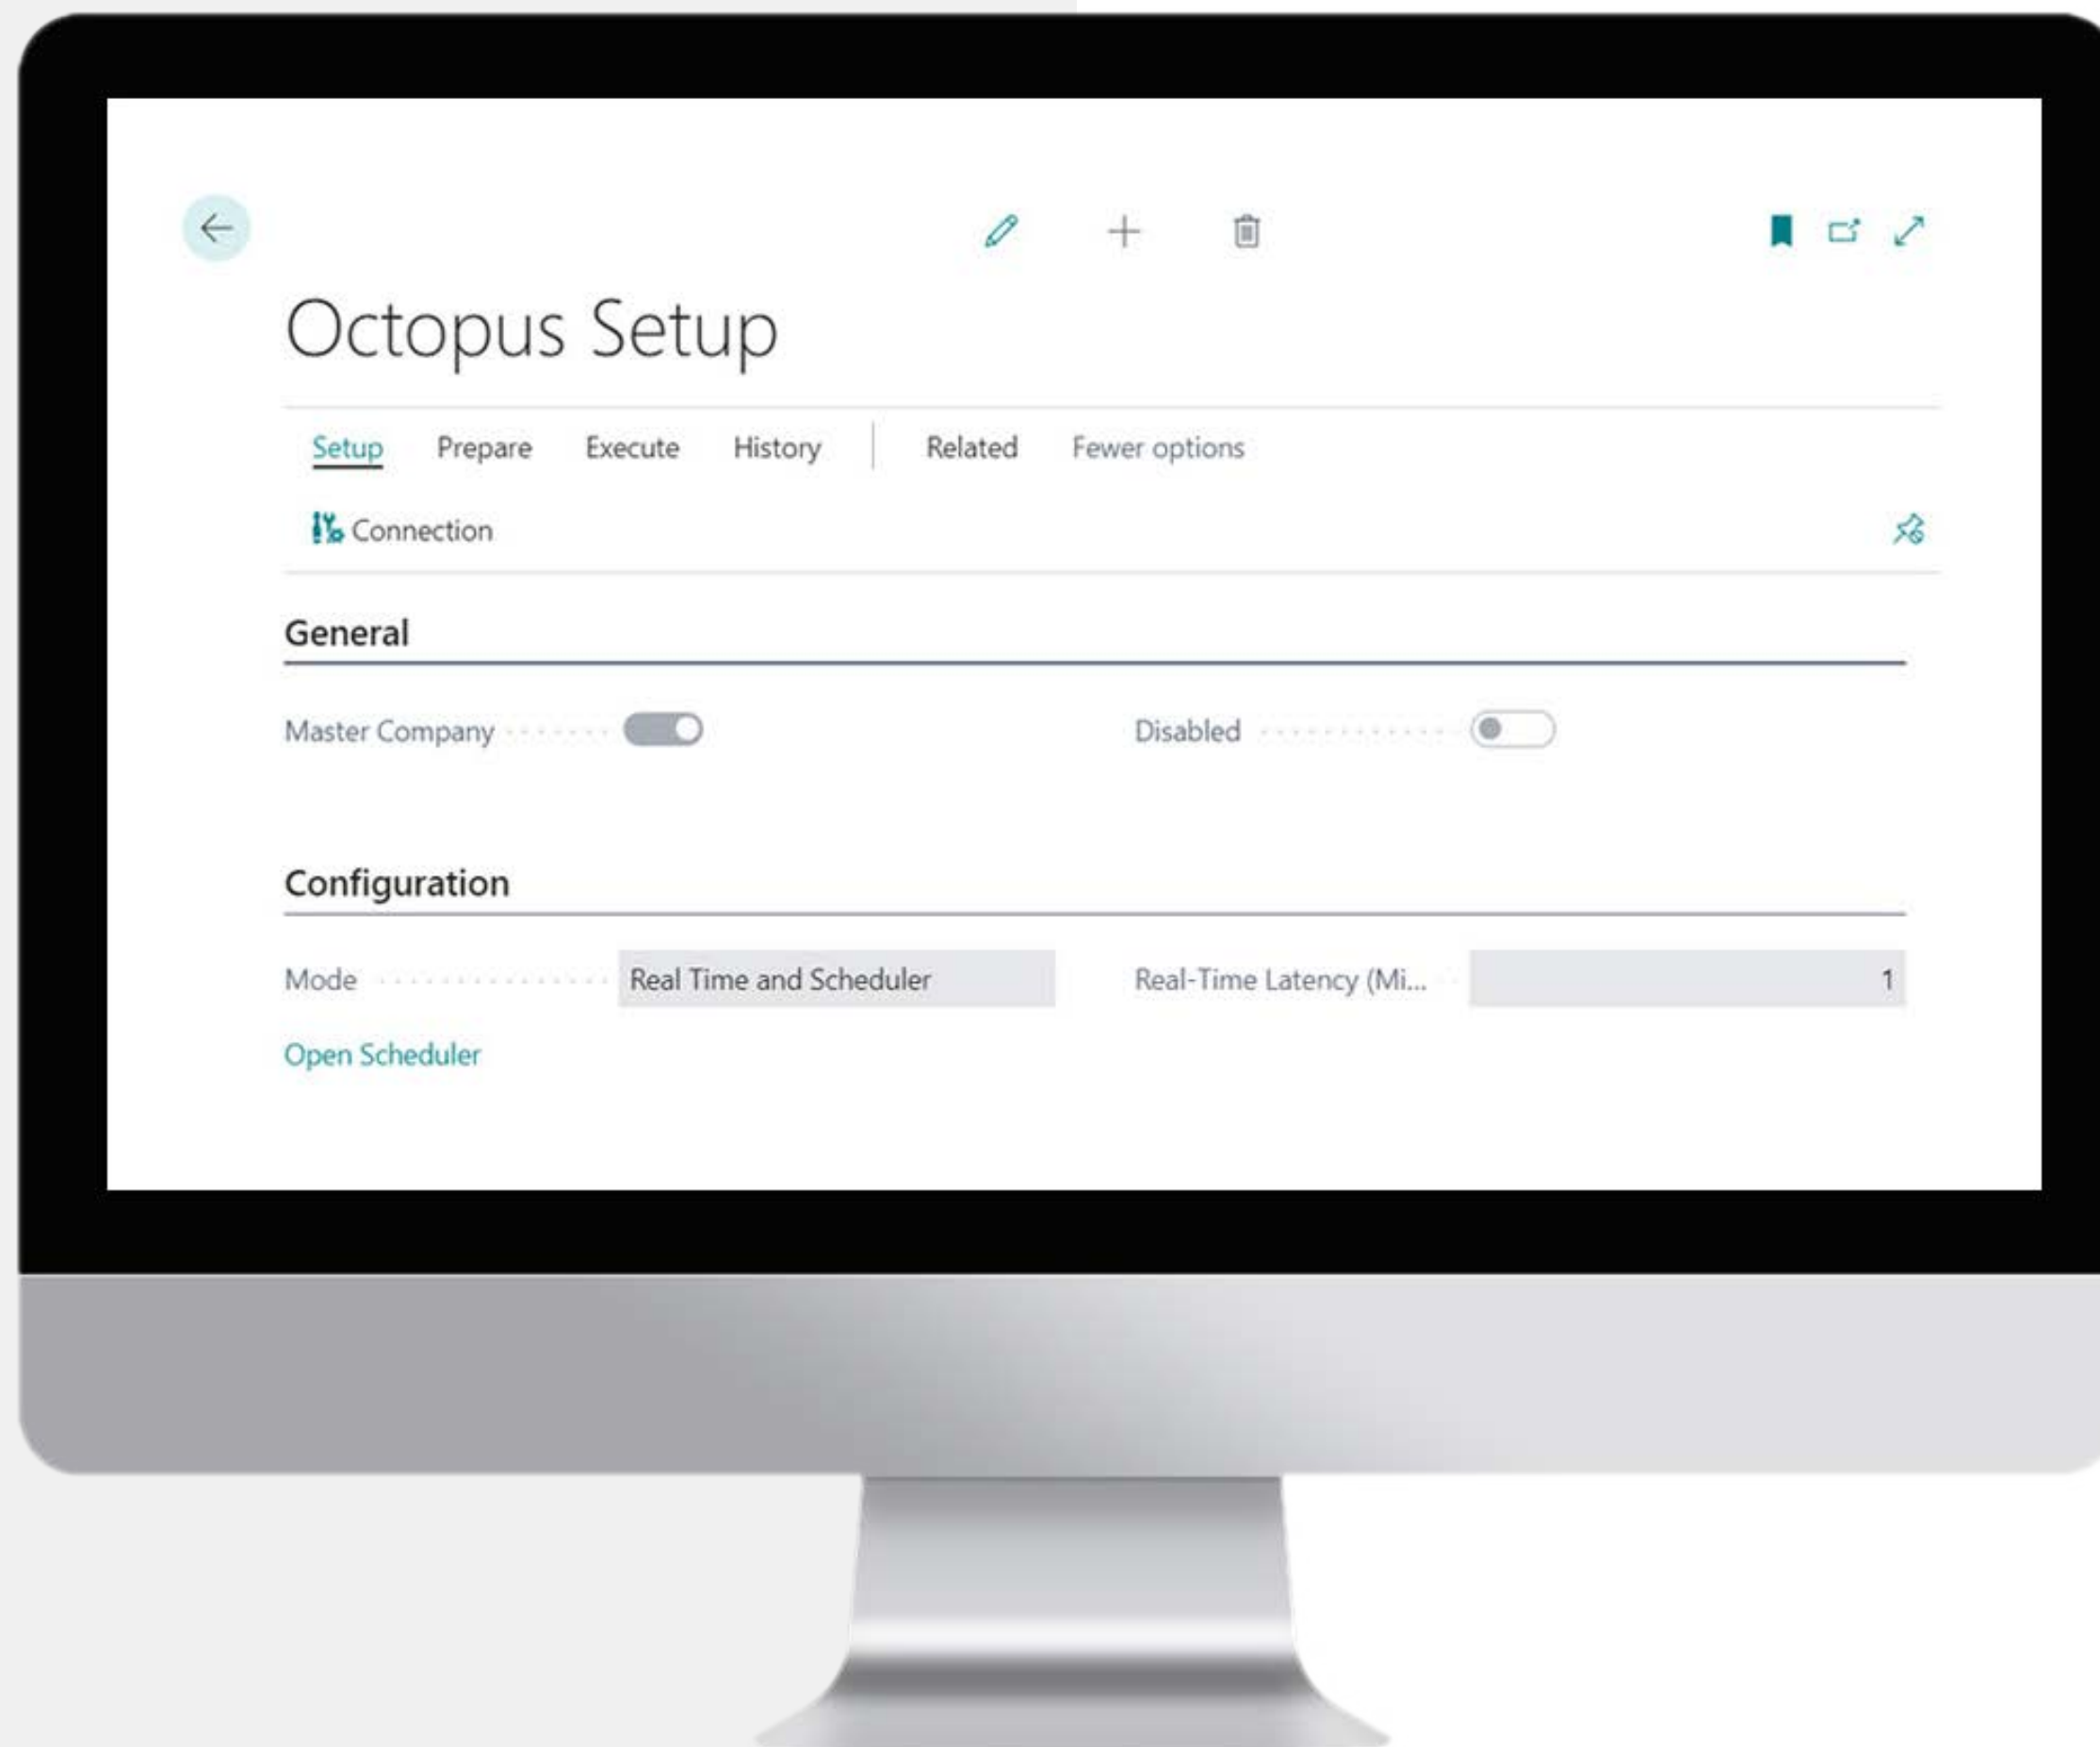 Octopus Setup
Setup Prepare Execute History Related Fewer options
Connection
General
Master Company Disabled
Configuration
Mode Real Time and Scheduler Real-Time Latency (Mi... 1
Open Scheduler